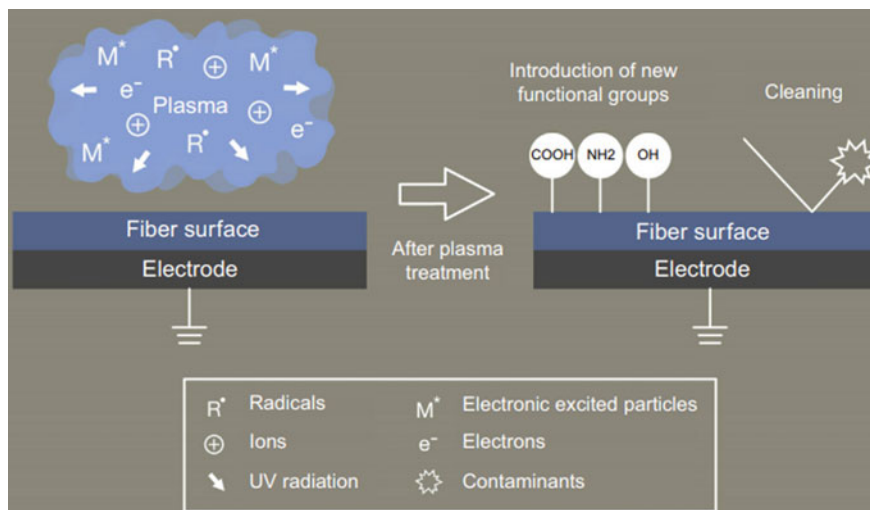 M*
R•
⊕
M*
e⁻
Plasma
⊕
⊕
e⁻
M*
R•
Fiber surface
Electrode
After plasma
treatment
Introduction of new
functional groups
Cleaning
COOH NH2 OH
Fiber surface
Electrode
R• Radicals
M* Electronic excited particles
⊕ Ions
e⁻ Electrons
UV radiation
Contaminants